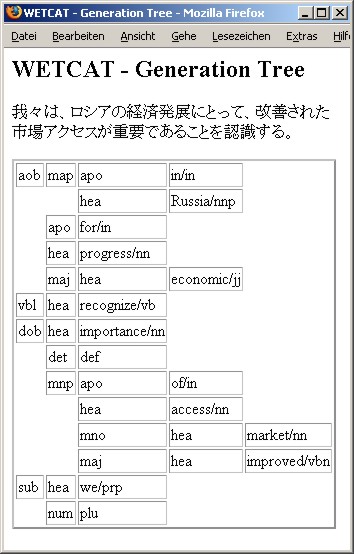 WETCAT - Generation Tree - Mozilla Firefox
Datei Bearbeiten Ansicht Gehe Lesezeichen Extras
WETCAT - Generation Tree
我々は、ロシアの経済発展にとって、改善された
市場アクセスが重要であることを認識する。
aob map apo in/in
hea Russia/nnp
apo for/in
hea progress/nn
maj hea economic/jj
vbl hea recognize/vb
dob hea importance/nn
det def
mnp apo of/in
hea access/nn
mno hea market/nn
maj hea improved/vbn
sub hea we/prp
num plu